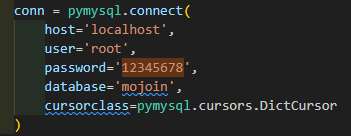 conn = pymysql.connect(
    host='localhost',
    user='root',
    password='12345678',
    database='mojoin',
    cursorclass=pymysql.cursors.DictCursor
)